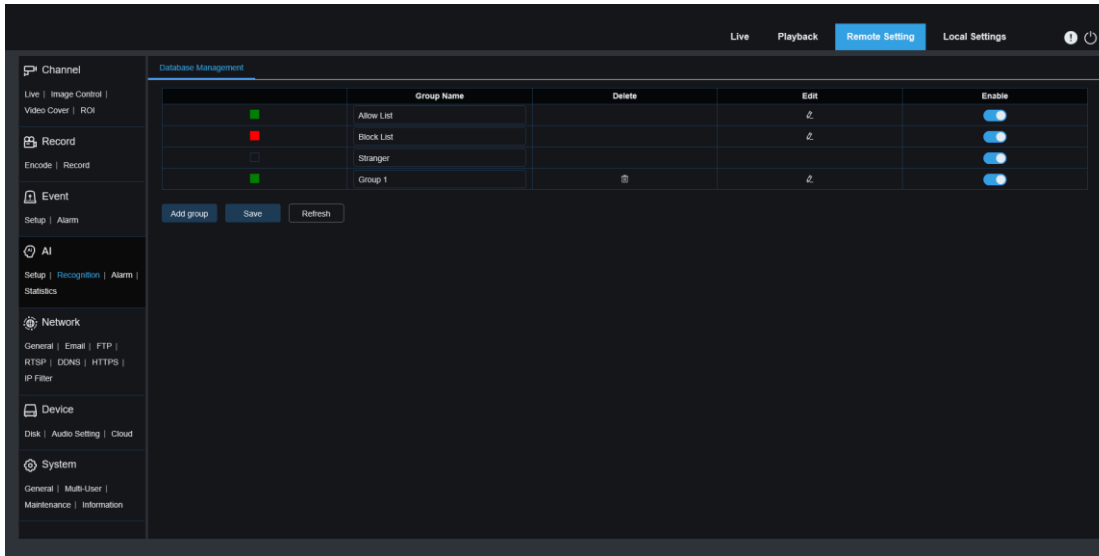 Live Playback Remote Setting Local Settings
Channel
Live | Image Control |
Video Cover | ROI
Record
Encode | Record
Event
Setup | Alarm
AI
Setup | Recognition | Alarm |
Statistics
Network
General | Email | FTP |
RTSP | DDNS | HTTPS |
IP Filter
Device
Disk | Audio Setting | Cloud
System
General | Multi-User |
Maintenance | Information
Database Management
Group Name Delete Edit Enable
Allow List
Block List
Stranger
Group 1
Add group Save Refresh